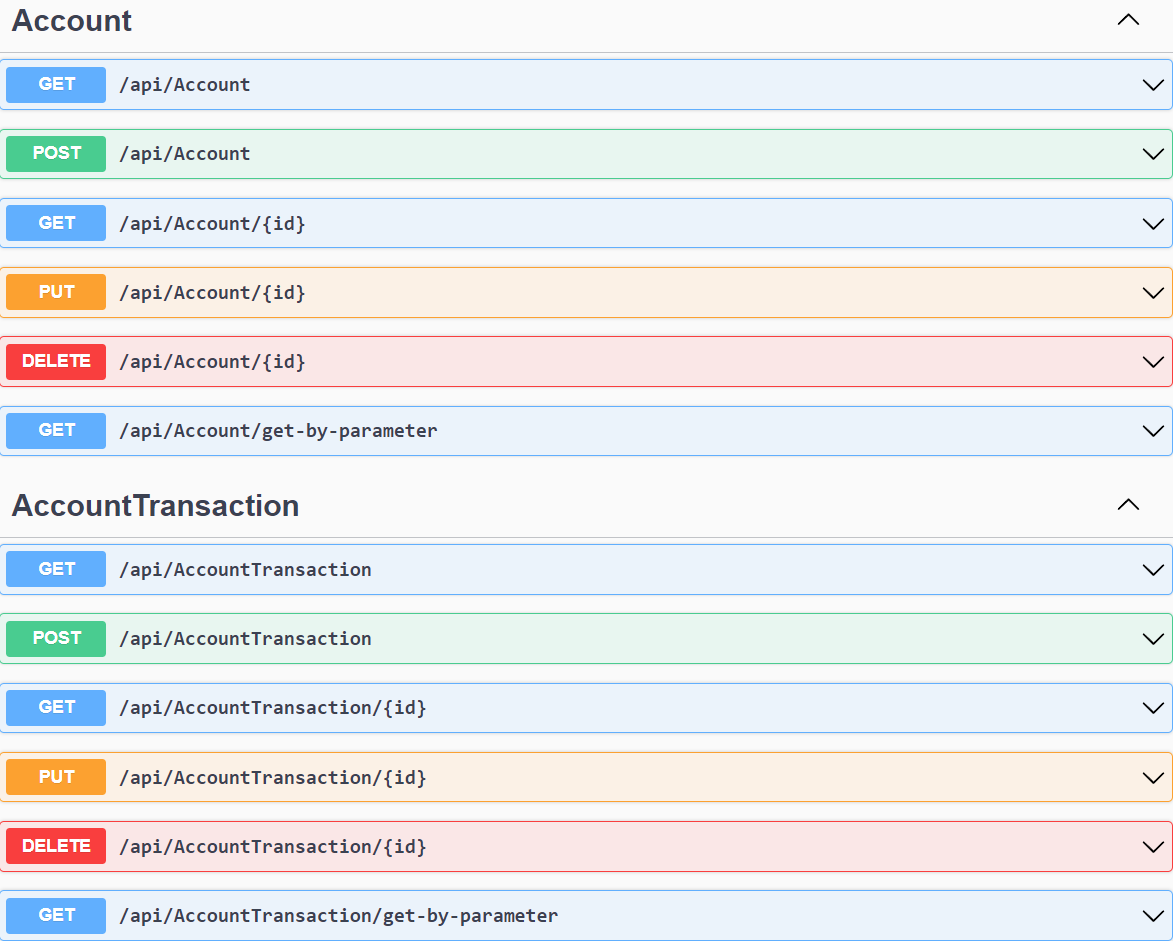 Account
GET /api/Account
POST /api/Account
GET /api/Account/{id}
PUT /api/Account/{id}
DELETE /api/Account/{id}
GET /api/Account/get-by-parameter
AccountTransaction
GET /api/AccountTransaction
POST /api/AccountTransaction
GET /api/AccountTransaction/{id}
PUT /api/AccountTransaction/{id}
DELETE /api/AccountTransaction/{id}
GET /api/AccountTransaction/get-by-parameter